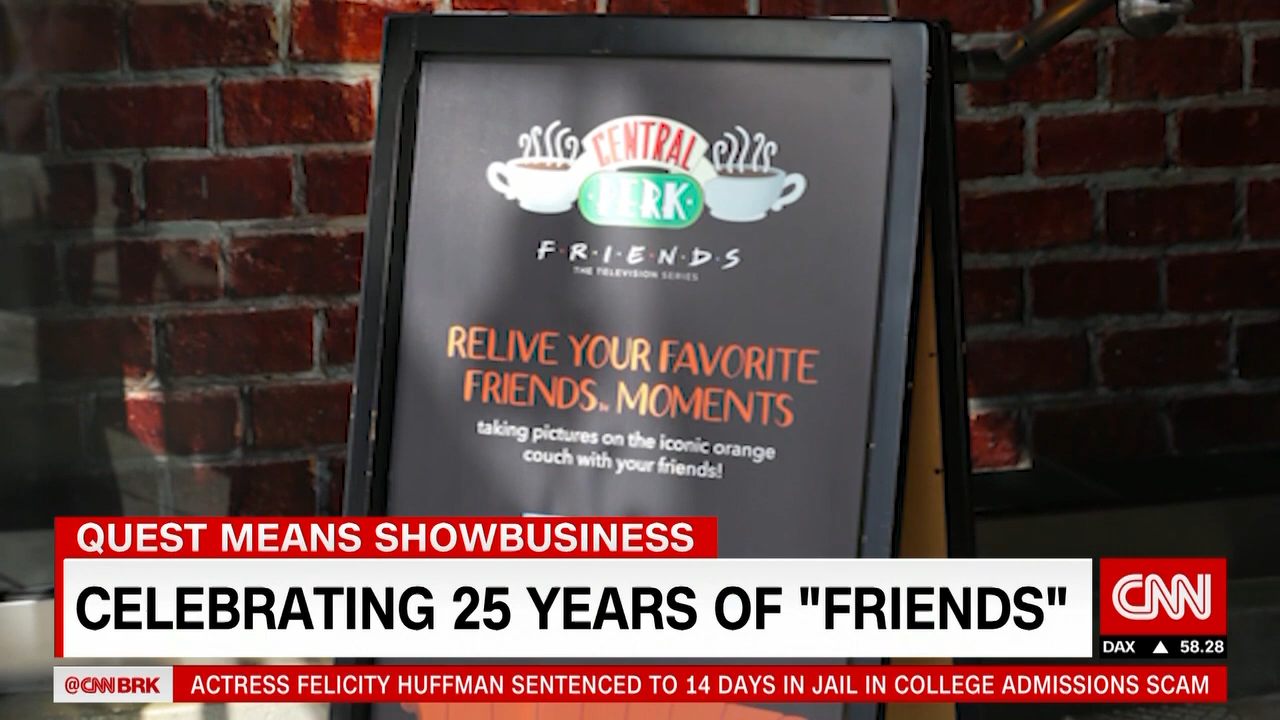 CENTRAL
PERK
F·R·I·E·N·D·S
THE TELEVISION SERIES
RELIVE YOUR FAVORITE
FRIENDS™ MOMENTS
taking pictures on the iconic orange
couch with your friends!
QUEST MEANS SHOWBUSINESS
CELEBRATING 25 YEARS OF "FRIENDS"
CNN
DAX ▲ 58.28
@CNNBRK ACTRESS FELICITY HUFFMAN SENTENCED TO 14 DAYS IN JAIL IN COLLEGE ADMISSIONS SCAM